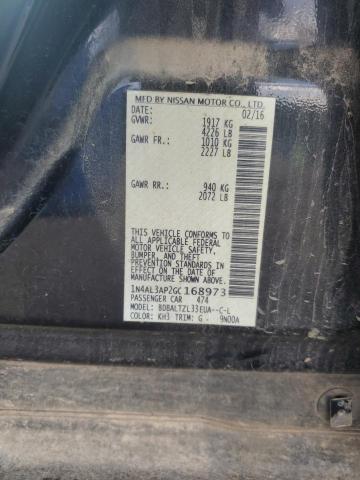 MFD BY NISSAN MOTOR CO., LTD.
DATE: 02/16
GVWR: 1917 KG
4226 LB
GAWR FR.: 1010 KG
2227 LB
GAWR RR.: 940 KG
2072 LB
THIS VEHICLE CONFORMS TO ALL
APPLICABLE FEDERAL MOTOR
VEHICLE SAFETY,
BUMPER, AND THEFT
PREVENTION STANDARDS IN EFFECT
ON THE DATE OF MANUFACTURE
SHOWN ABOVE.
1N4AL3AP2GC168973
PASSENGER CAR 474
MODEL: BDBALTZL33EUA--C-L
COLOR: KH3 TRIM: G - 9N00A